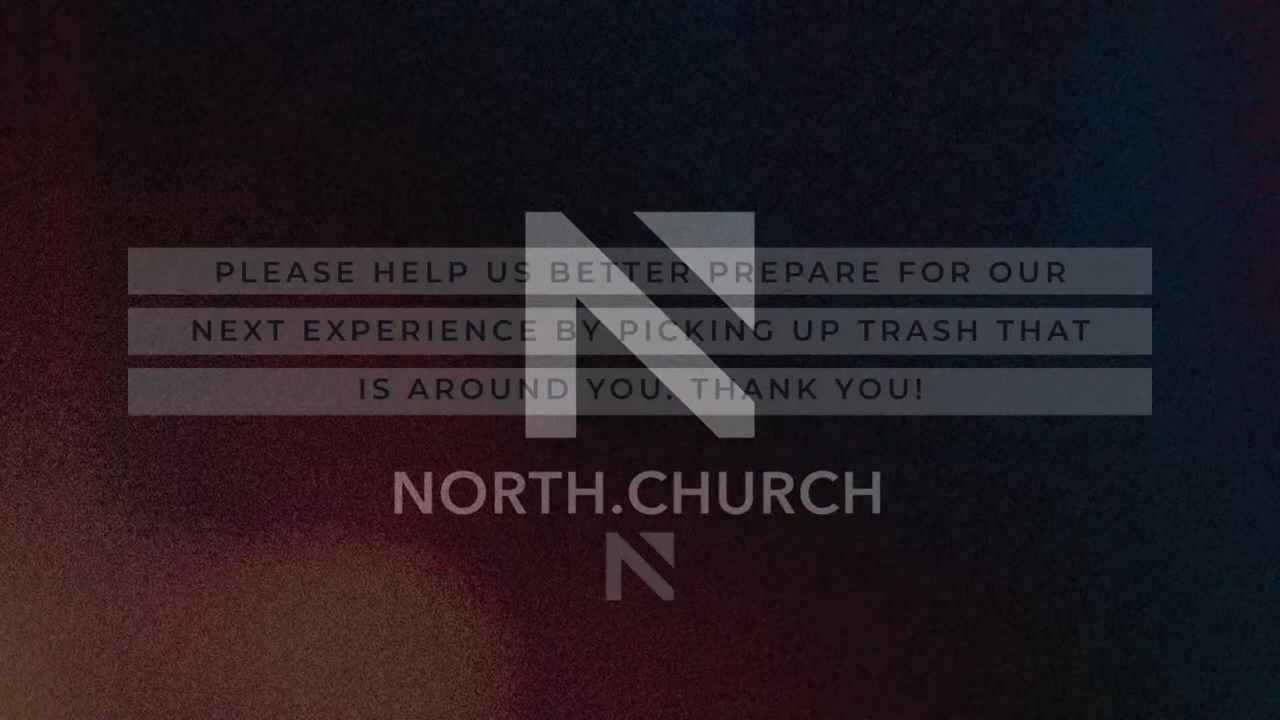 PLEASE HELP US BETTER PREPARE FOR OUR
NEXT EXPERIENCE BY PICKING UP TRASH THAT
IS AROUND YOU. THANK YOU!
NORTH.CHURCH